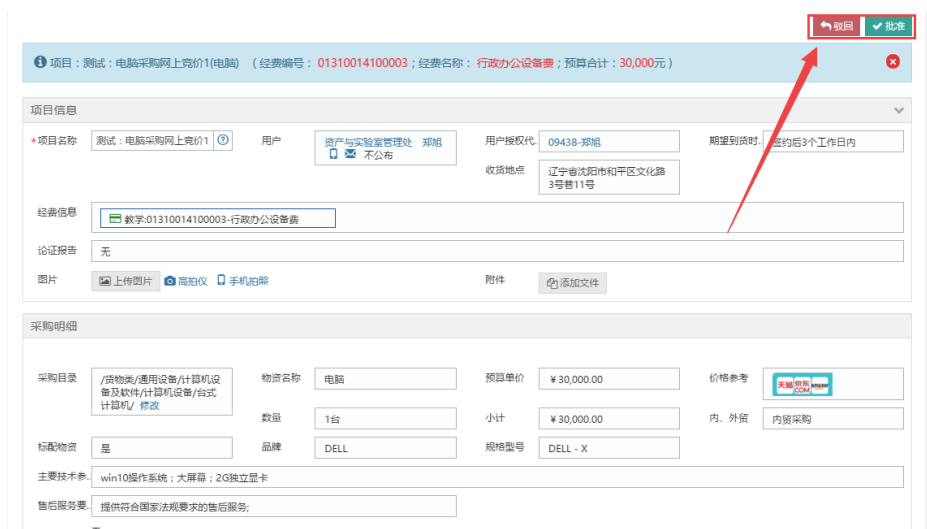 驳回 批准
项目：测试：电脑采购网上竞价1(电脑) （经费编号：01310014100003；经费名称：行政办公设备费；预算合计：30,000元）
项目信息
*项目名称 测试：电脑采购网上竞价1 用户 资产与实验室管理处 郑旭 用户授权代. 09438-郑旭 期望到货时. 签约后3个工作日内
不公布
收货地点 辽宁省沈阳市和平区文化路
3号巷11号
经费信息 教学:01310014100003-行政办公设备费
论证报告 无
图片 上传图片 高拍仪 手机拍照 附件 添加文件
采购明细
采购目录 /货物类/通用设备/计算机设 物资名称 电脑 预算单价 ￥30,000.00 价格参考 天猫 京东 amazon
备及软件/计算机设备/台式 COM
计算机/ 修改
数量 1台 小计 ￥30,000.00 内、外贸 内贸采购
标配物资 是 品牌 DELL 规格型号 DELL - X
主要技术参.. win10操作系统；大屏幕；2G独立显卡
售后服务要.. 提供符合国家法规要求的售后服务;